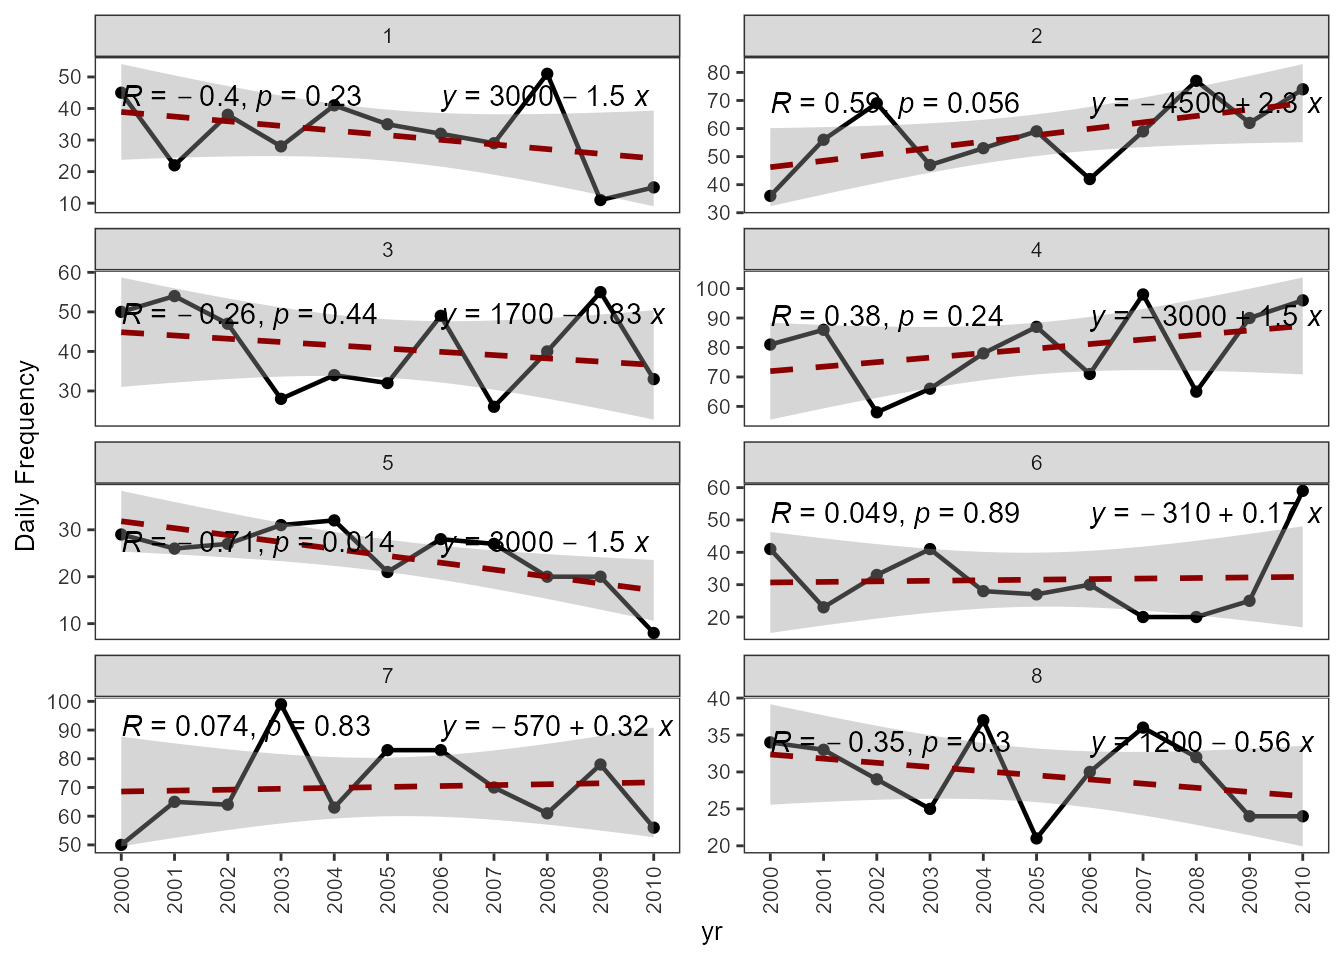 1
50
40
30
20
10
R = − 0.4, p = 0.23
y = 3000 − 1.5 x
2
80
70
60
50
40
30
R = 0.59, p = 0.056
y = − 4500 + 2.3 x
3
60
50
40
30
R = − 0.26, p = 0.44
y = 1700 − 0.83 x
4
100
90
80
70
60
R = 0.38, p = 0.24
y = − 3000 + 1.5 x
Daily Frequency
5
30
20
10
R = − 0.71, p = 0.014
y = 3000 − 1.5 x
6
60
50
40
30
20
R = 0.049, p = 0.89
y = − 310 + 0.17 x
7
100
90
80
70
60
50
R = 0.074, p = 0.83
y = − 570 + 0.32 x
8
40
35
30
25
20
R = − 0.35, p = 0.3
y = 1200 − 0.56 x
2000 2001 2002 2003 2004 2005 2006 2007 2008 2009 2010
2000 2001 2002 2003 2004 2005 2006 2007 2008 2009 2010
yr